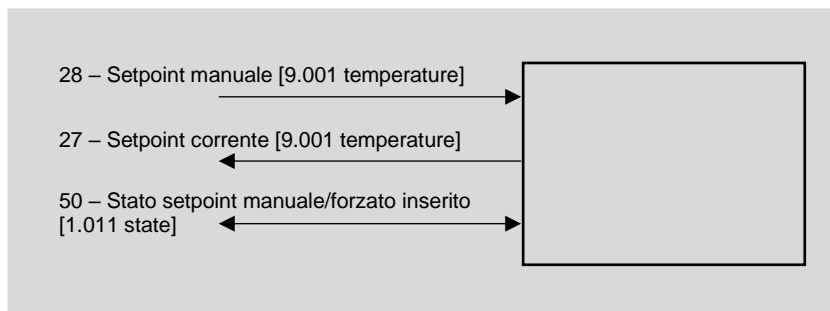 28 – Setpoint manuale [9.001 temperature]
27 – Setpoint corrente [9.001 temperature]
50 – Stato setpoint manuale/forzato inserito
[1.011 state]